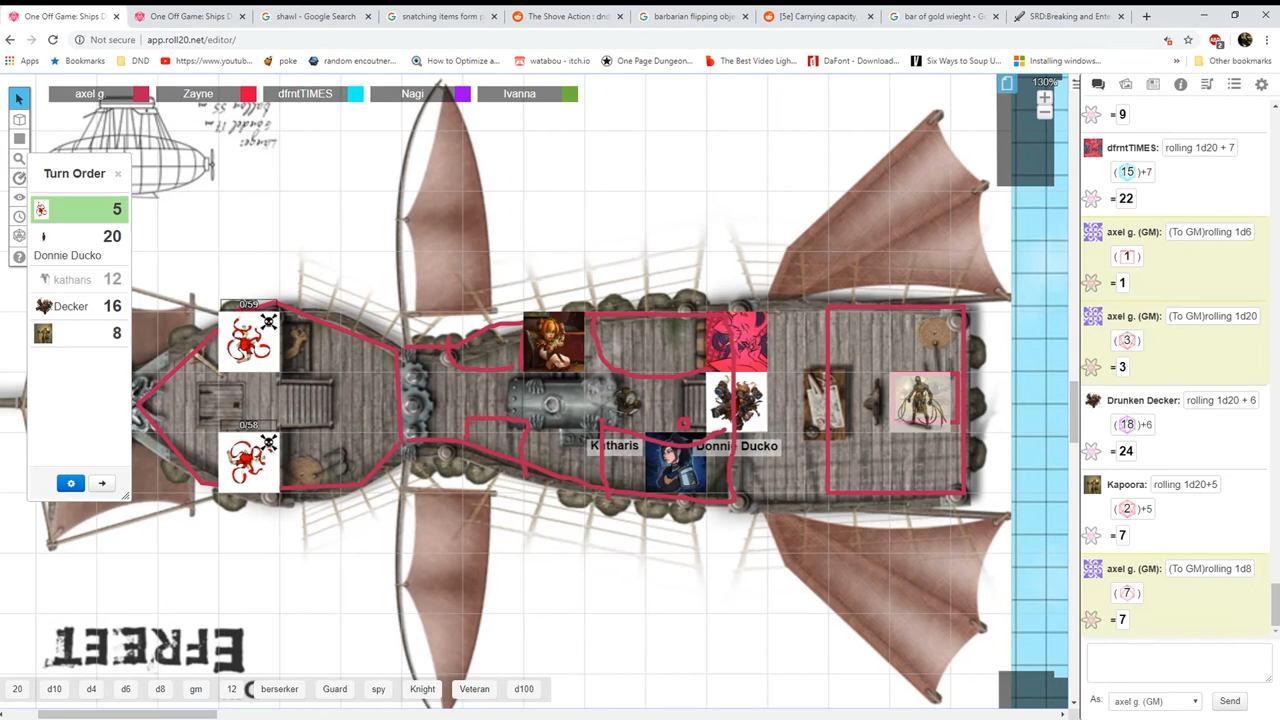 One Off Game: Ships D
One Off Game: Ships D
shawl - Google Search
snatching items form p
The Shove Action : dnd
barbarian flipping obje
[5e] Carrying capacity,
bar of gold wieght - G
SRD:Breaking and Ente
Not secure | app.roll20.net/editor/
Apps
Bookmarks
DND
https://www.youtub...
poke
random encoutner...
How to Optimize a...
watabou - itch.io
One Page Dungeon...
The Best Video Ligh...
DaFont - Downloa...
Six Ways to Soup U...
Installing windows...
Other bookmarks
130%
axel g.
Zayne
dfrntTIMES
Nagi
Ivanna
Turn Order
5
20
Donnie Ducko
katharis 12
Decker 16
8
0/59
0/58
Katharis
Donnie Ducko
EFREET
20
d10
d4
d6
d8
gm
12
berserker
Guard
spy
Knight
Veteran
d100
= 9
dfrntTIMES: rolling 1d20 + 7
(15)+7
= 22
axel g. (GM): (To GM)rolling 1d6
(1)
= 1
axel g. (GM): (To GM)rolling 1d20
(3)
= 3
Drunken Decker: rolling 1d20 + 6
(18)+6
= 24
Kapoora: rolling 1d20+5
(2)+5
= 7
axel g. (GM): (To GM)rolling 1d8
(7)
= 7
As:
axel g. (GM)
Send